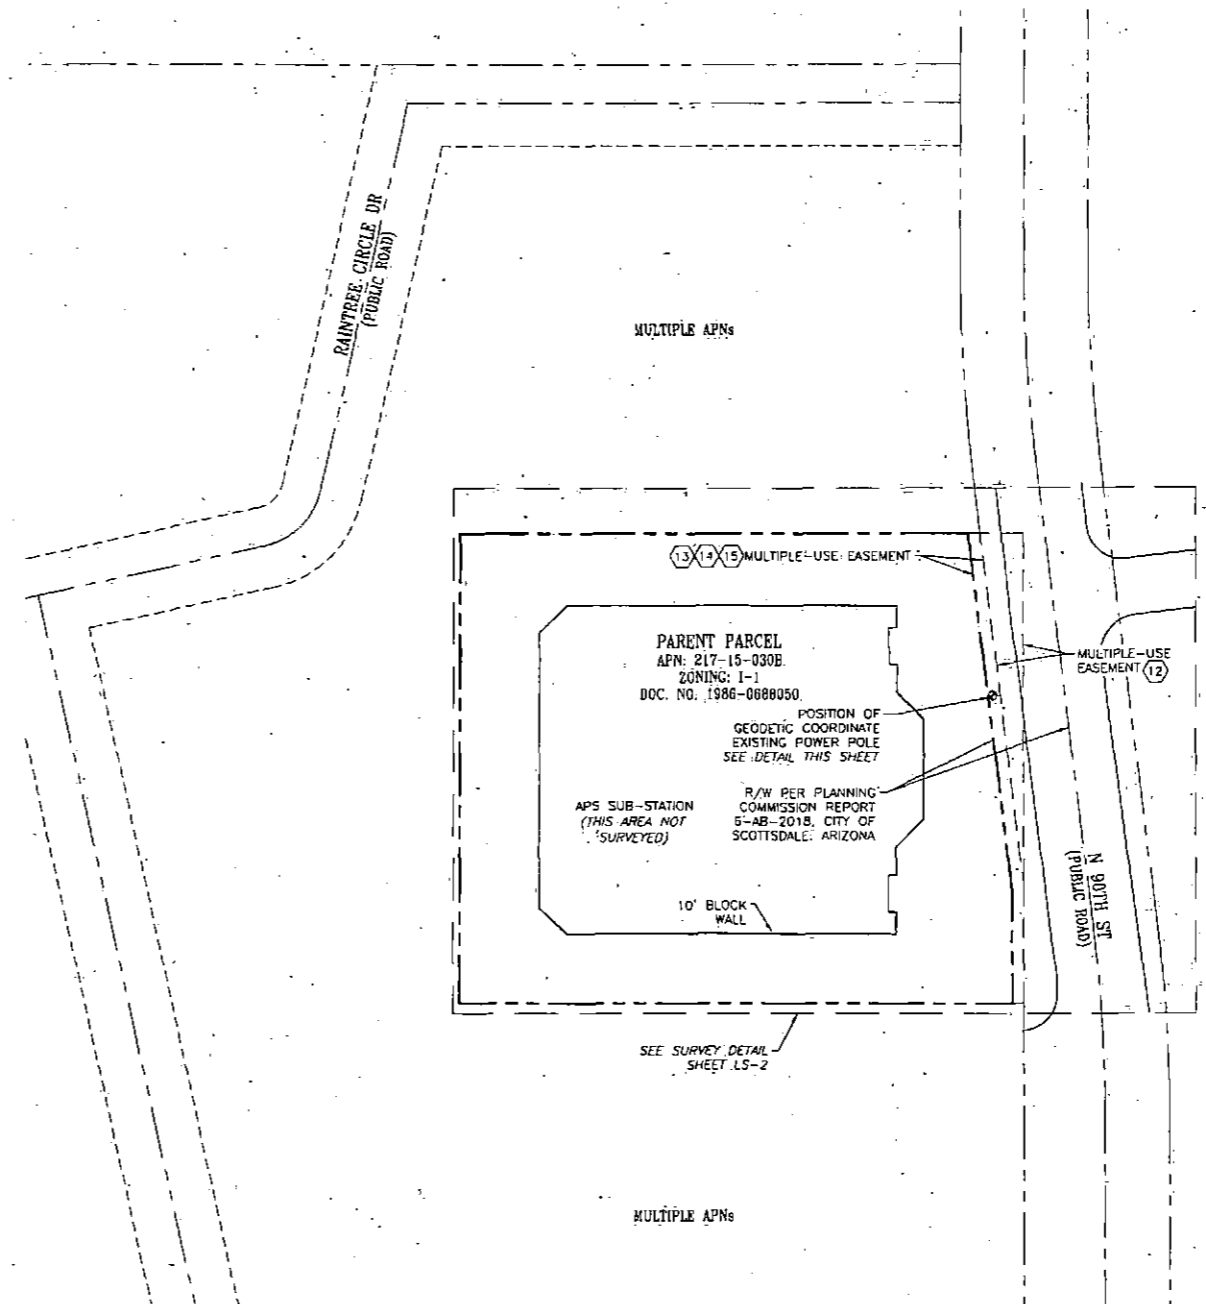 RAINTREE CIRCLE DR
(PUBLIC ROAD)
MULTIPLE APNs
13 14 15 MULTIPLE-USE EASEMENT
PARENT PARCEL
APN: 217-15-030B
ZONING: I-1
DOC. NO: 1986-0688050
MULTIPLE-USE
EASEMENT 12
POSITION OF
GEODETIC COORDINATE
EXISTING POWER POLE
SEE DETAIL THIS SHEET
R/W PER PLANNING
COMMISSION REPORT
5-AB-2018, CITY OF
SCOTTSDALE, ARIZONA
APS SUB-STATION
(THIS AREA NOT
SURVEYED)
10' BLOCK
WALL
N 90TH ST
(PUBLIC ROAD)
SEE SURVEY DETAIL
SHEET LS-2
MULTIPLE APNs